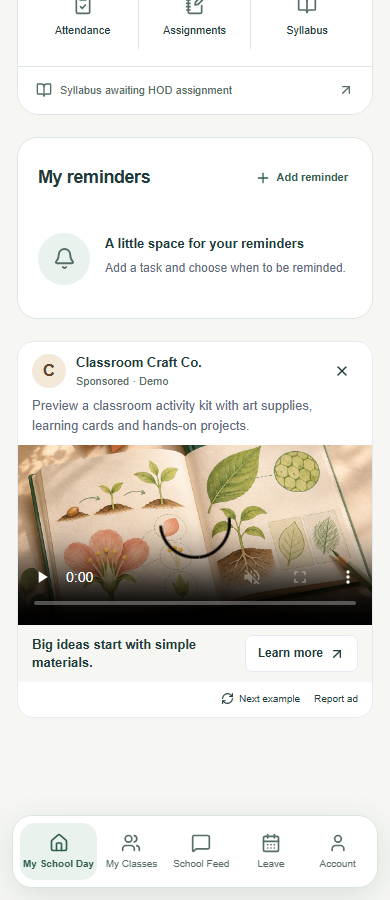 Attendance
Assignments
Syllabus
Syllabus awaiting HOD assignment
My reminders
Add reminder
A little space for your reminders
Add a task and choose when to be reminded.
C
Classroom Craft Co.
Sponsored · Demo
Preview a classroom activity kit with art supplies,
learning cards and hands-on projects.
0:00
Big ideas start with simple
materials.
Learn more
Next example
Report ad
My School Day
My Classes
School Feed
Leave
Account